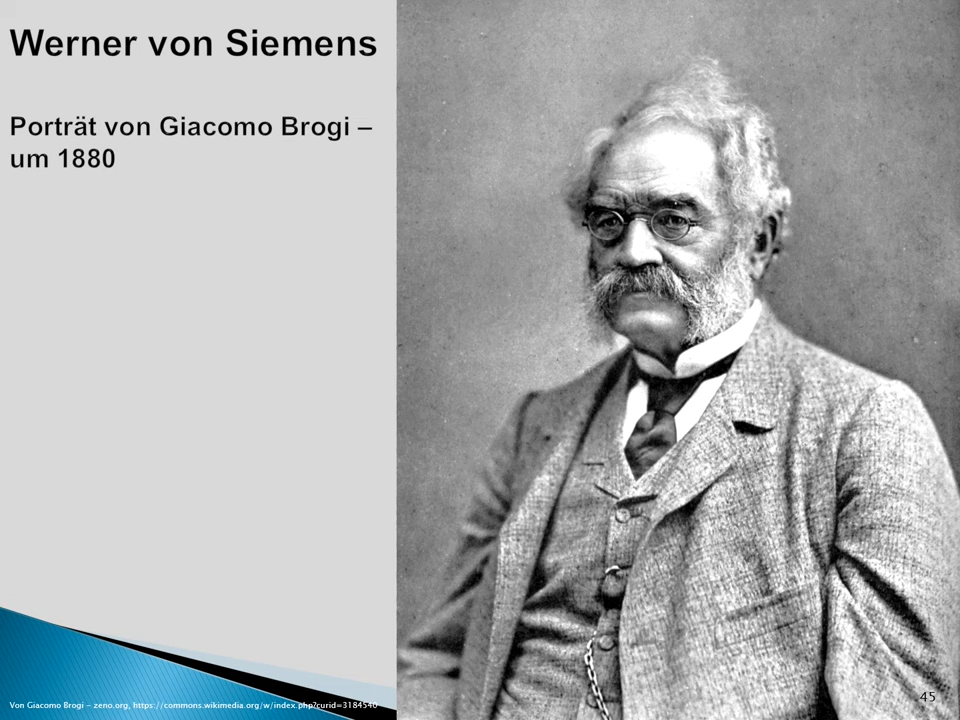 Werner von Siemens
Porträt von Giacomo Brogi –
um 1880
Von Giacomo Brogi - zeno.org, https://commons.wikimedia.org/w/index.php?curid=3184540
45